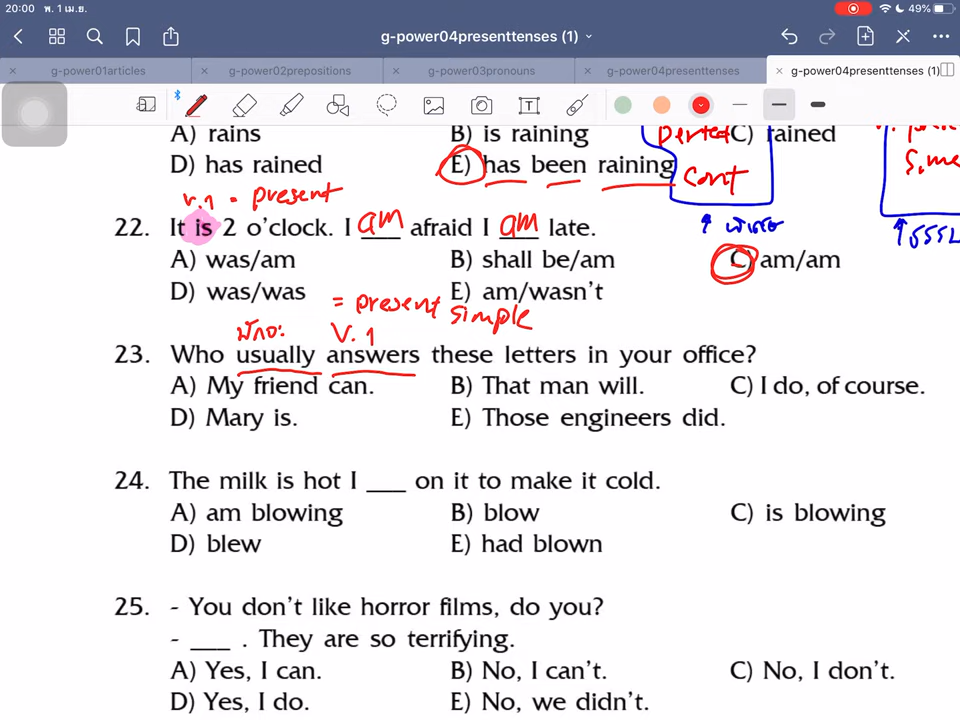 20:00 พ. 1 เม.ย. 49%
g-power04presenttenses (1)
g-power01articles g-power02prepositions g-power03pronouns g-power04presenttenses g-power04presenttenses (1)
A) rains B) is raining C) rained
D) has rained E) has been raining
cont
v.1 = present
22. It is 2 o'clock. I am afraid I am late.
A) was/am B) shall be/am C) am/am
D) was/was E) am/wasn't
= present simple
V.1
23. Who usually answers these letters in your office?
A) My friend can. B) That man will. C) I do, of course.
D) Mary is. E) Those engineers did.
24. The milk is hot I ___ on it to make it cold.
A) am blowing B) blow C) is blowing
D) blew E) had blown
25. - You don't like horror films, do you?
- ___ . They are so terrifying.
A) Yes, I can. B) No, I can't. C) No, I don't.
D) Yes, I do. E) No, we didn't.